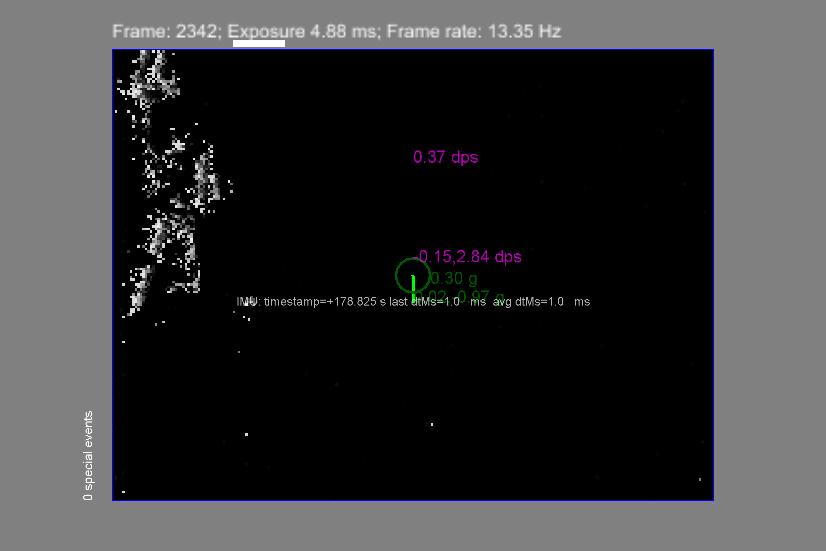 Frame: 2342; Exposure 4.88 ms; Frame rate: 13.35 Hz
0.37 dps
-0.15,2.84 dps
0.30 g
IMU: timestamp=+178.825 s last dtMs=1.0 ms avg dtMs=1.0 ms
0 special events